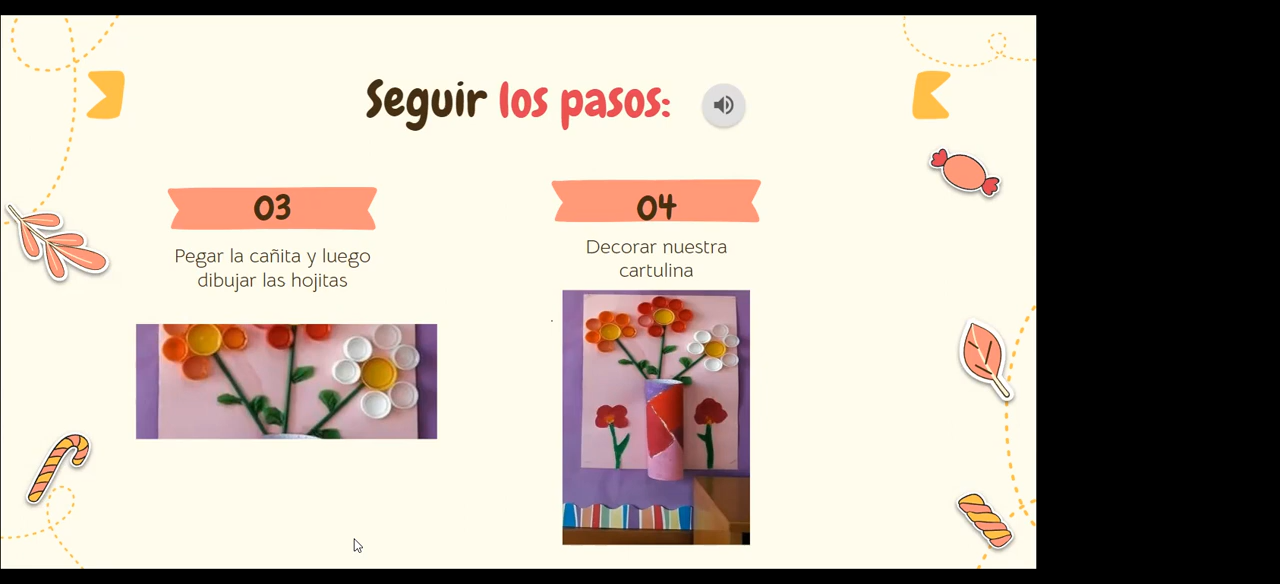 Seguir los pasos:
03
Pegar la cañita y luego
dibujar las hojitas
04
Decorar nuestra
cartulina